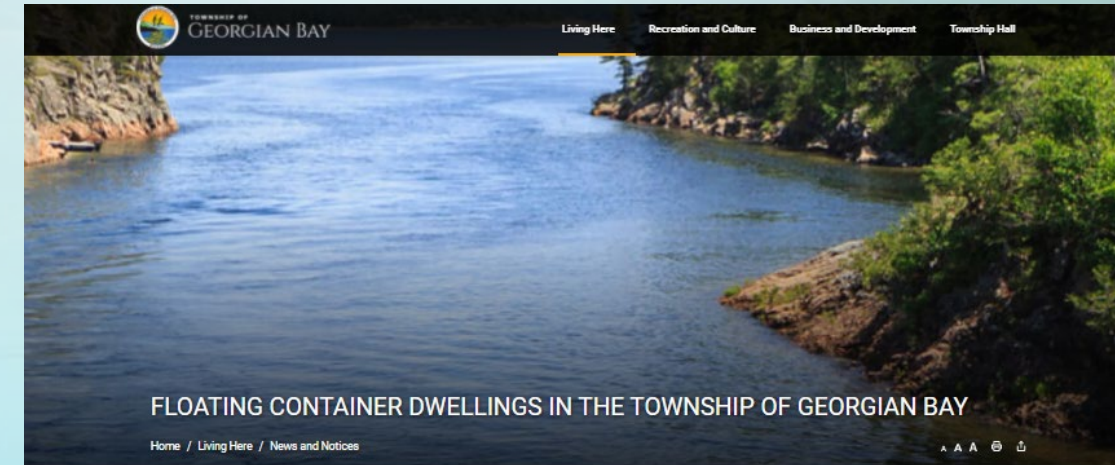 TOWNSHIP OF
GEORGIAN BAY
Living Here Recreation and Culture Business and Development Township Hall
FLOATING CONTAINER DWELLINGS IN THE TOWNSHIP OF GEORGIAN BAY
Home / Living Here / News and Notices
A A A